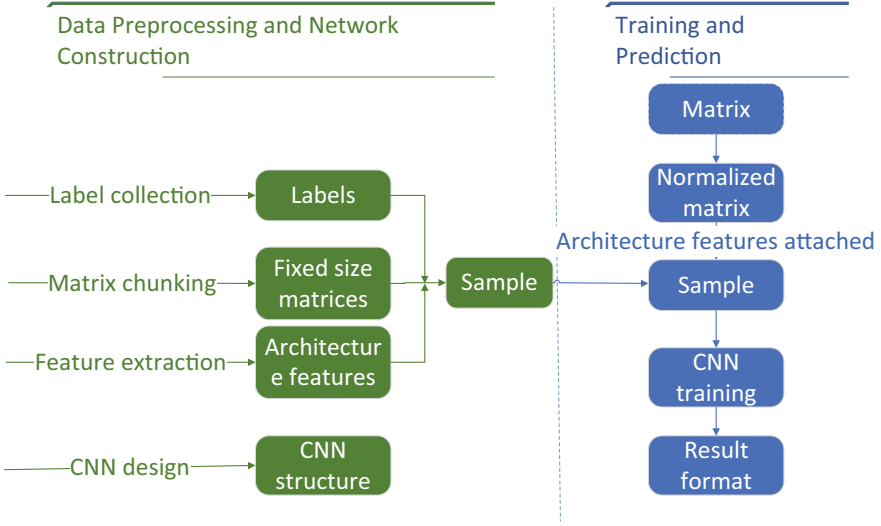 Data Preprocessing and Network
Construction
Training and
Prediction
Matrix
Normalized
matrix
Architecture features attached
Label collection
Labels
Matrix chunking
Fixed size
matrices
Sample
Sample
Feature extraction
Architectur
e features
CNN
training
CNN design
CNN
structure
Result
format